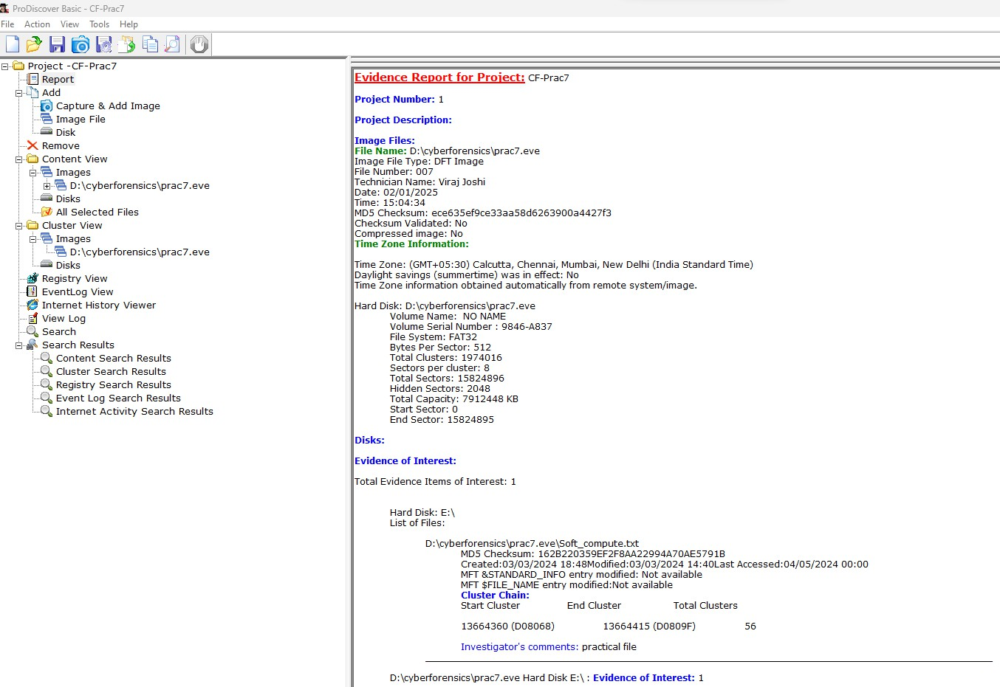 ProDiscover Basic - CF-Prac7
File Action View Tools Help
Project -CF-Prac7
Report
Add
Capture & Add Image
Image File
Disk
Remove
Content View
Images
D:\cyberforensics\prac7.eve
Disks
All Selected Files
Cluster View
Images
D:\cyberforensics\prac7.eve
Disks
Registry View
EventLog View
Internet History Viewer
View Log
Search
Search Results
Content Search Results
Cluster Search Results
Registry Search Results
Event Log Search Results
Internet Activity Search Results
Evidence Report for Project: CF-Prac7
Project Number: 1
Project Description:
Image Files:
File Name: D:\cyberforensics\prac7.eve
Image File Type: DFT Image
File Number: 007
Technician Name: Viraj Joshi
Date: 02/01/2025
Time: 15:04:34
MD5 Checksum: ece635ef9ce33aa58d6263900a4427f3
Checksum Validated: No
Compressed image: No
Time Zone Information:
Time Zone: (GMT+05:30) Calcutta, Chennai, Mumbai, New Delhi (India Standard Time)
Daylight savings (summertime) was in effect: No
Time Zone information obtained automatically from remote system/image.
Hard Disk: D:\cyberforensics\prac7.eve
Volume Name: NO NAME
Volume Serial Number : 9846-A837
File System: FAT32
Bytes Per Sector: 512
Total Clusters: 1974016
Sectors per cluster: 8
Total Sectors: 15824896
Hidden Sectors: 2048
Total Capacity: 7912448 KB
Start Sector: 0
End Sector: 15824895
Disks:
Evidence of Interest:
Total Evidence Items of Interest: 1
Hard Disk: E:\
List of Files:
D:\cyberforensics\prac7.eve\Soft_compute.txt
MD5 Checksum: 162B220359EF2F8AA22994A70AE5791B
Created:03/03/2024 18:48Modified:03/03/2024 14:40Last Accessed:04/05/2024 00:00
MFT &STANDARD_INFO entry modified: Not available
MFT $FILE_NAME entry modified:Not available
Cluster Chain:
Start Cluster End Cluster Total Clusters
13664360 (D08068) 13664415 (D0809F) 56
Investigator's comments: practical file
D:\cyberforensics\prac7.eve Hard Disk E:\ : Evidence of Interest: 1